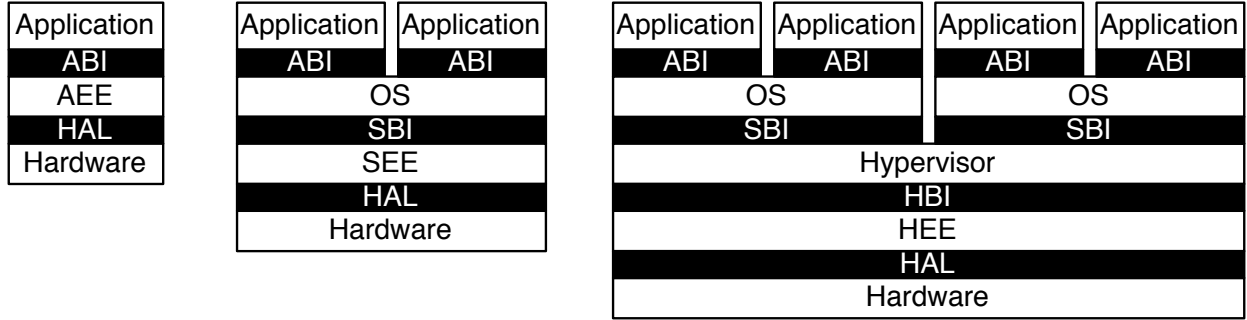 Application
ABI
AEE
HAL
Hardware
Application Application
ABI ABI
OS
SBI
SEE
HAL
Hardware
Application Application Application Application
ABI ABI ABI ABI
OS OS
SBI SBI
Hypervisor
HBI
HEE
HAL
Hardware